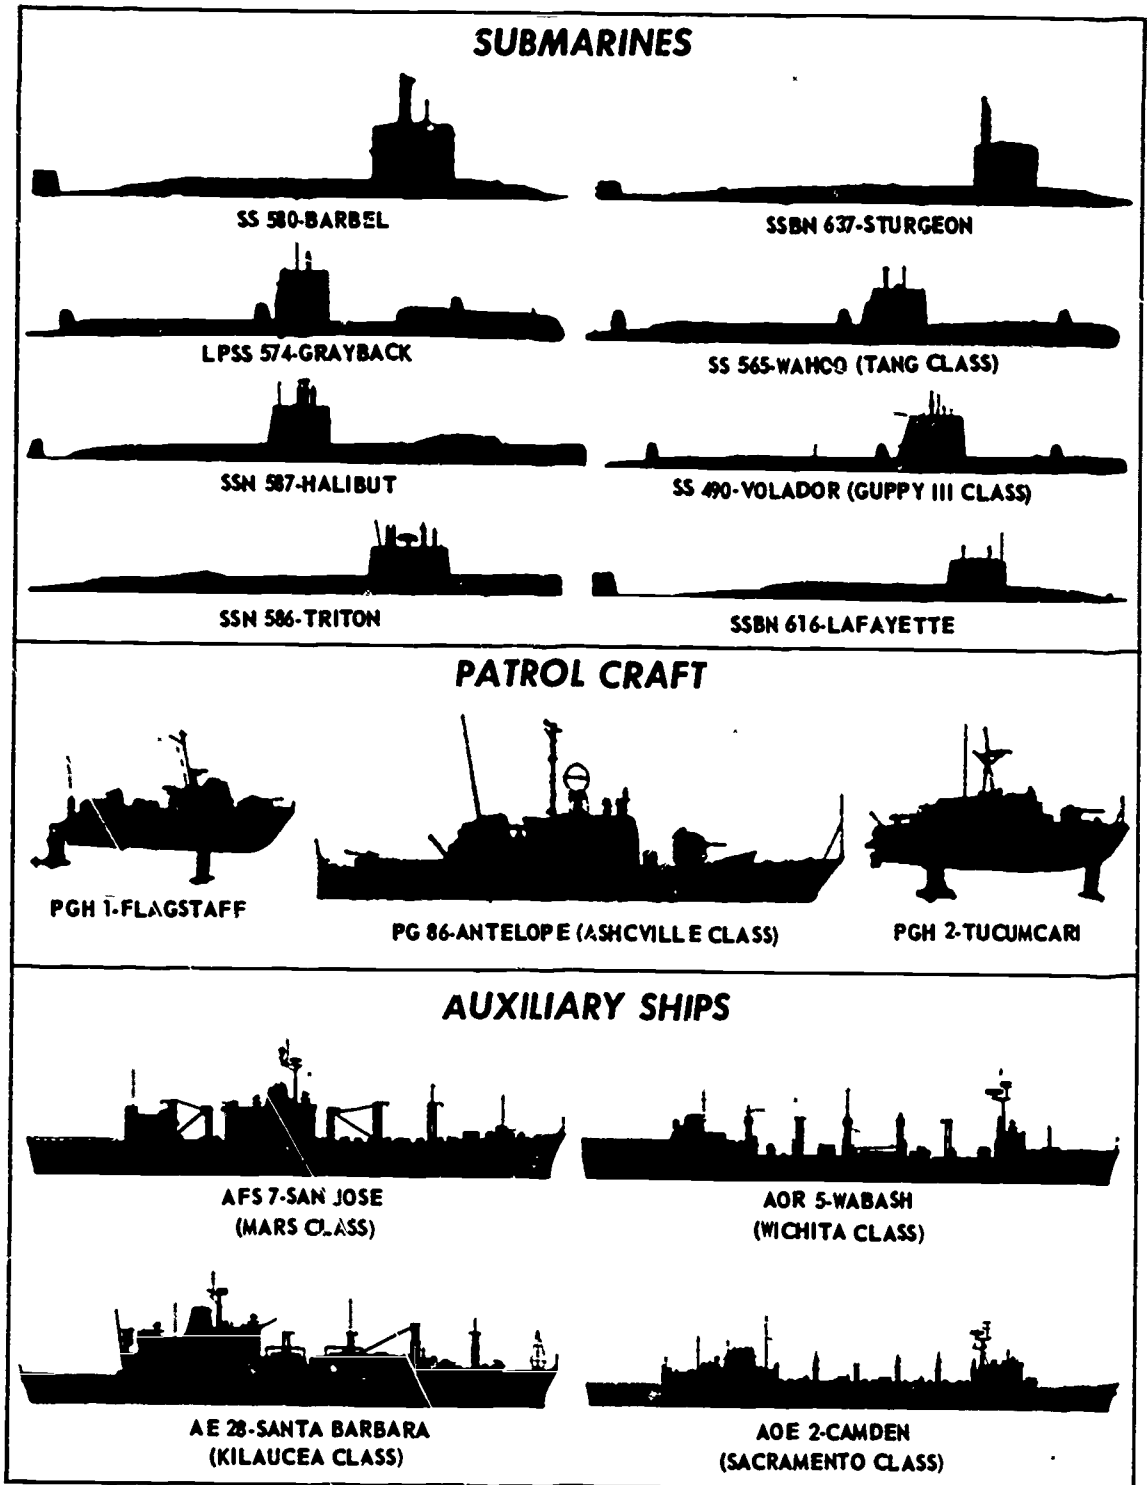 SUBMARINES
SS 580-BARBEL
SSBN 637-STURGEON
LPSS 574-GRAYBACK
SS 565-WAHOO (TANG CLASS)
SSN 587-HALIBUT
SS 490-VOLADOR (GUPPY III CLASS)
SSN 586-TRITON
SSBN 616-LAFAYETTE
PATROL CRAFT
PGH 1-FLAGSTAFF
PG 86-ANTELOPE (ASHCVILLE CLASS)
PGH 2-TUCUMCARI
AUXILIARY SHIPS
AFS 7-SAN JOSE
(MARS CLASS)
AOR 5-WABASH
(WICHITA CLASS)
AE 28-SANTA BARBARA
(KILAUCEA CLASS)
AOE 2-CAMDEN
(SACRAMENTO CLASS)